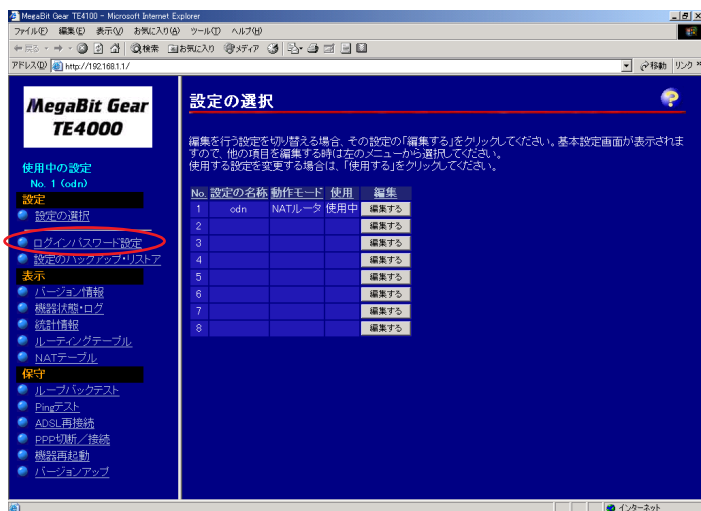 MegaBit Gear TE4100 - Microsoft Internet Explorer
ファイル(F) 編集(E) 表示(V) お気に入り(A) ツール(T) ヘルプ(H)
戻る 検索 お気に入り メディア
アドレス(D) http://192.168.1.1/ 移動 リンク »
MegaBit Gear
TE4000
使用中の設定
No. 1 (odn)
設定
設定の選択
ログインパスワード設定
設定のバックアップ・リストア
表示
バージョン情報
機器状態・ログ
統計情報
ルーティングテーブル
NATテーブル
保守
ループバックテスト
Pingテスト
ADSL再接続
PPP切断／接続
機器再起動
バージョンアップ
設定の選択
?
編集を行う設定を切り替える場合、その設定の「編集する」をクリックしてください。基本設定画面が表示されま
すので、他の項目を編集する時は左のメニューから選択してください。
使用する設定を変更する場合は、「使用する」をクリックしてください。
No. 設定の名称 動作モード 使用 編集
1 odn NATルータ 使用中 編集する
2 編集する
3 編集する
4 編集する
5 編集する
6 編集する
7 編集する
8 編集する
インターネット